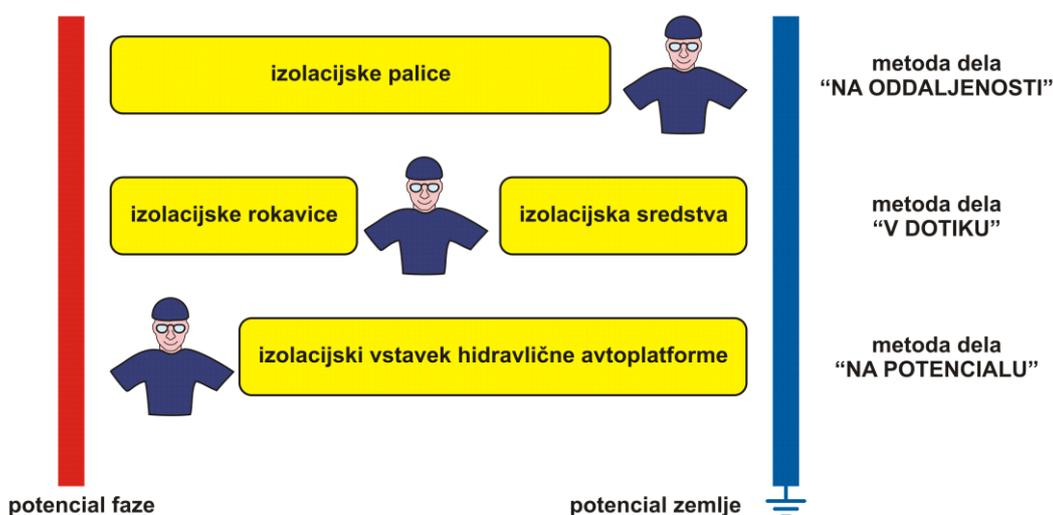 izolacijske palice
metoda dela
“NA ODDALJENOSTI”
izolacijske rokavice
izolacijska sredstva
metoda dela
“V DOTIKU”
izolacijski vstavek hidravlične avtoplatforme
metoda dela
“NA POTENCIALU”
potencial faze
potencial zemlje